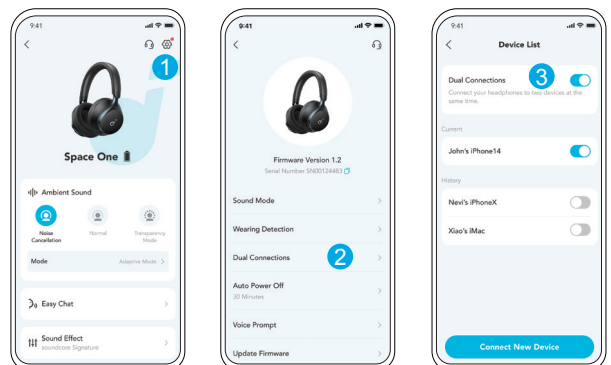 9:41
1
Space One
Ambient Sound
Noise
Cancellation
Normal
Transparency
Mode
Mode
Adaptive Mode
Easy Chat
Sound Effect
soundcore Signature
9:41
Firmware Version 1.2
Serial Number SN00124483
Sound Mode
Wearing Detection
Dual Connections
2
Auto Power Off
30 Minutes
Voice Prompt
Update Firmware
9:41
Device List
Dual Connections
3
Connect your headphones to two devices at the
same time.
Current
John's iPhone14
History
Nevi's iPhoneX
Xiao's iMac
Connect New Device